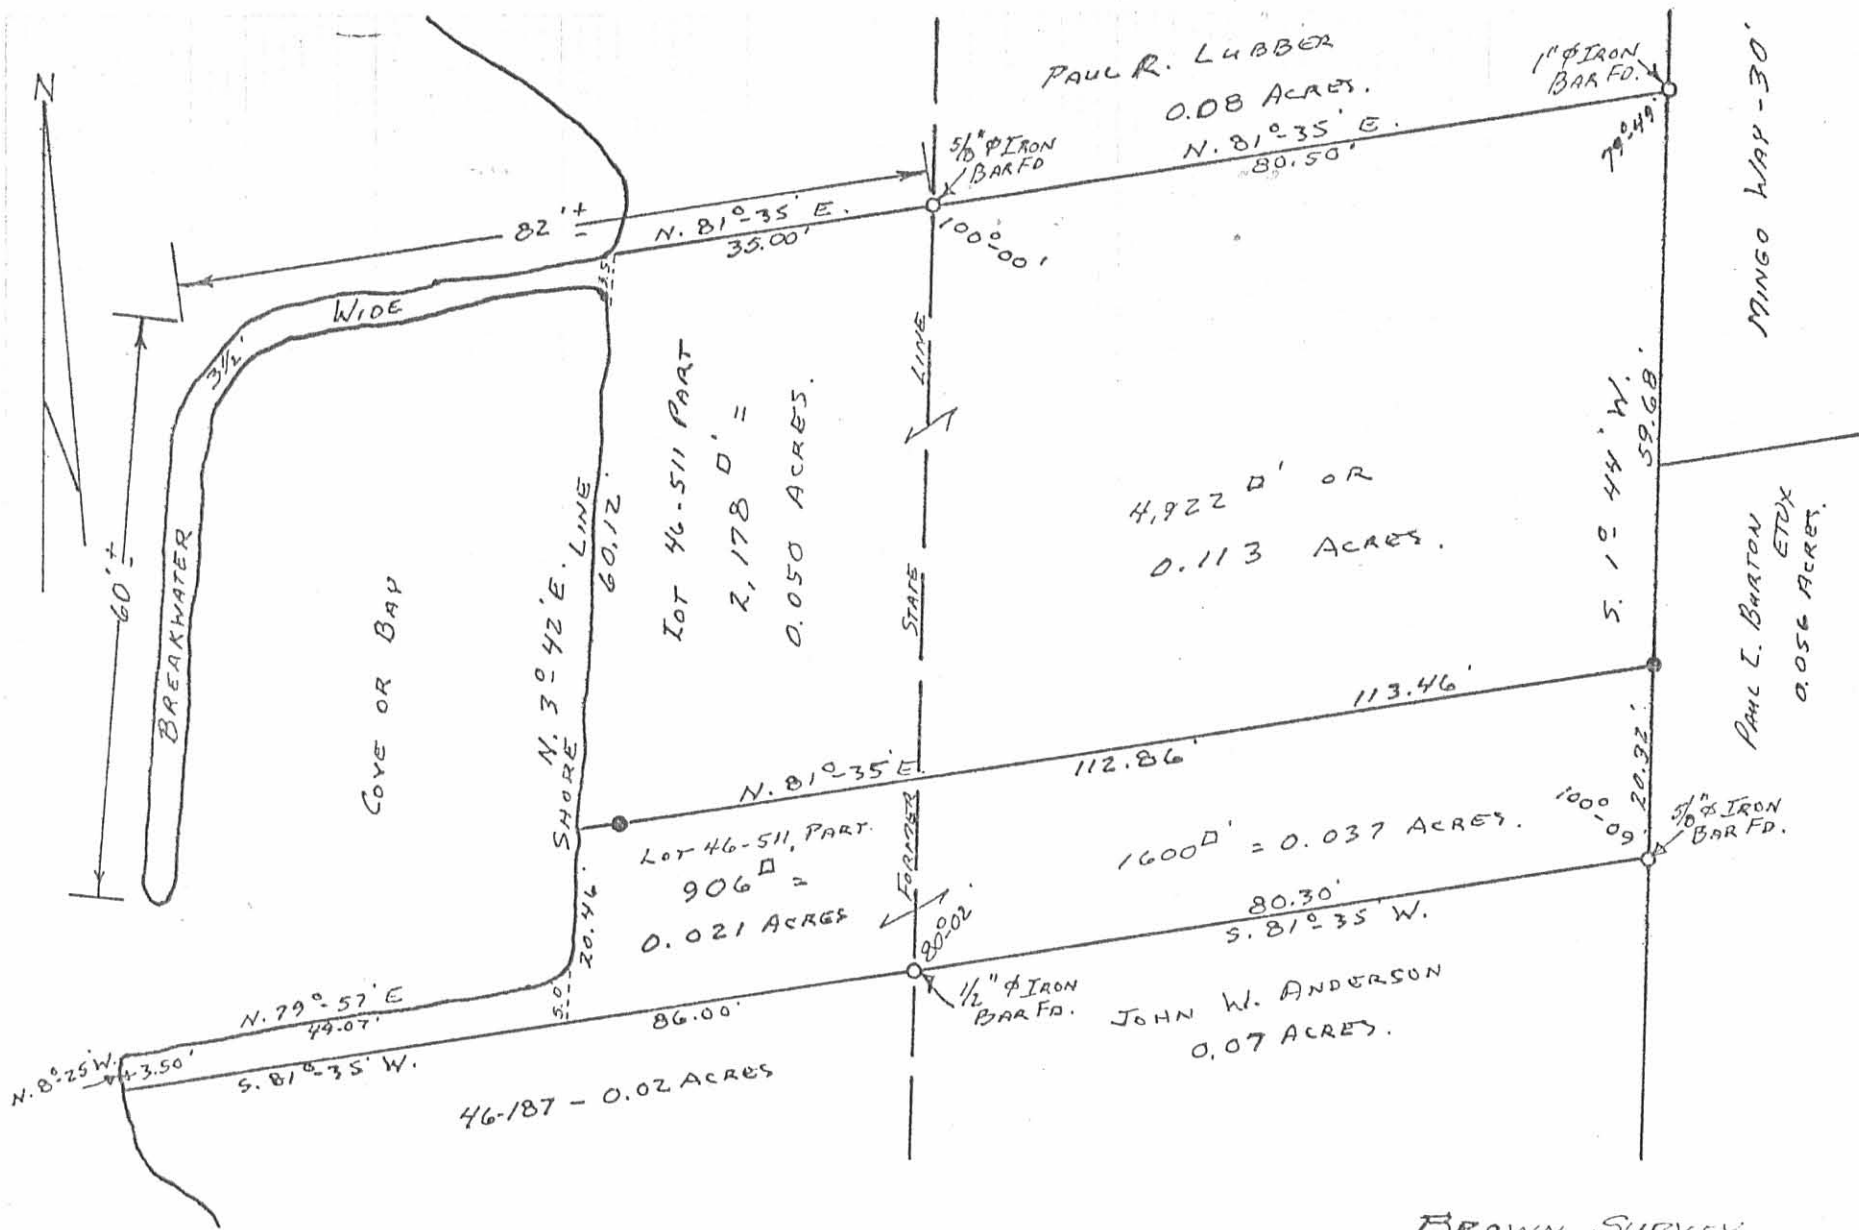 N
PAUL R. LUBBER
0.08 ACRES.
N. 81°-35' E.
80.50'
1" φ IRON
BAR FD.
79°-49'
MINGO WAY-30'
5/8" φ IRON
BAR FD
100°-00'
82'±
N. 81°-35' E.
35.00'
3.5
WIDE
3 1/2'
60'±
BREAKWATER
COVE OR BAY
N. 3°-42' E.
SHORE LINE
60.12'
LOT 46-511 PART
2,178 □' =
0.050 ACRES.
FORMER STATE LINE
4,922 □' OR
0.113 ACRES.
S. 1°-44' W.
59.68'
PAUL I. BURTON
ETUX
0.056 ACRES.
113.46'
N. 81°-35' E.
112.86'
20.32'
100°-09'
5/8" φ IRON
BAR FD.
LOT 46-511, PART.
906 □ =
0.021 ACRES
1600 □' = 0.037 ACRES.
20.46'
80°-02'
80.30'
S. 81°-35' W.
1/2" φ IRON
BAR FD.
JOHN W. ANDERSON
0.07 ACRES.
5.0'
86.00'
N. 79°-57' E
49.07'
N. 8°-25' W.
3.50'
S. 81°-35' W.
46-187 - 0.02 ACRES
BROWN SURVEY